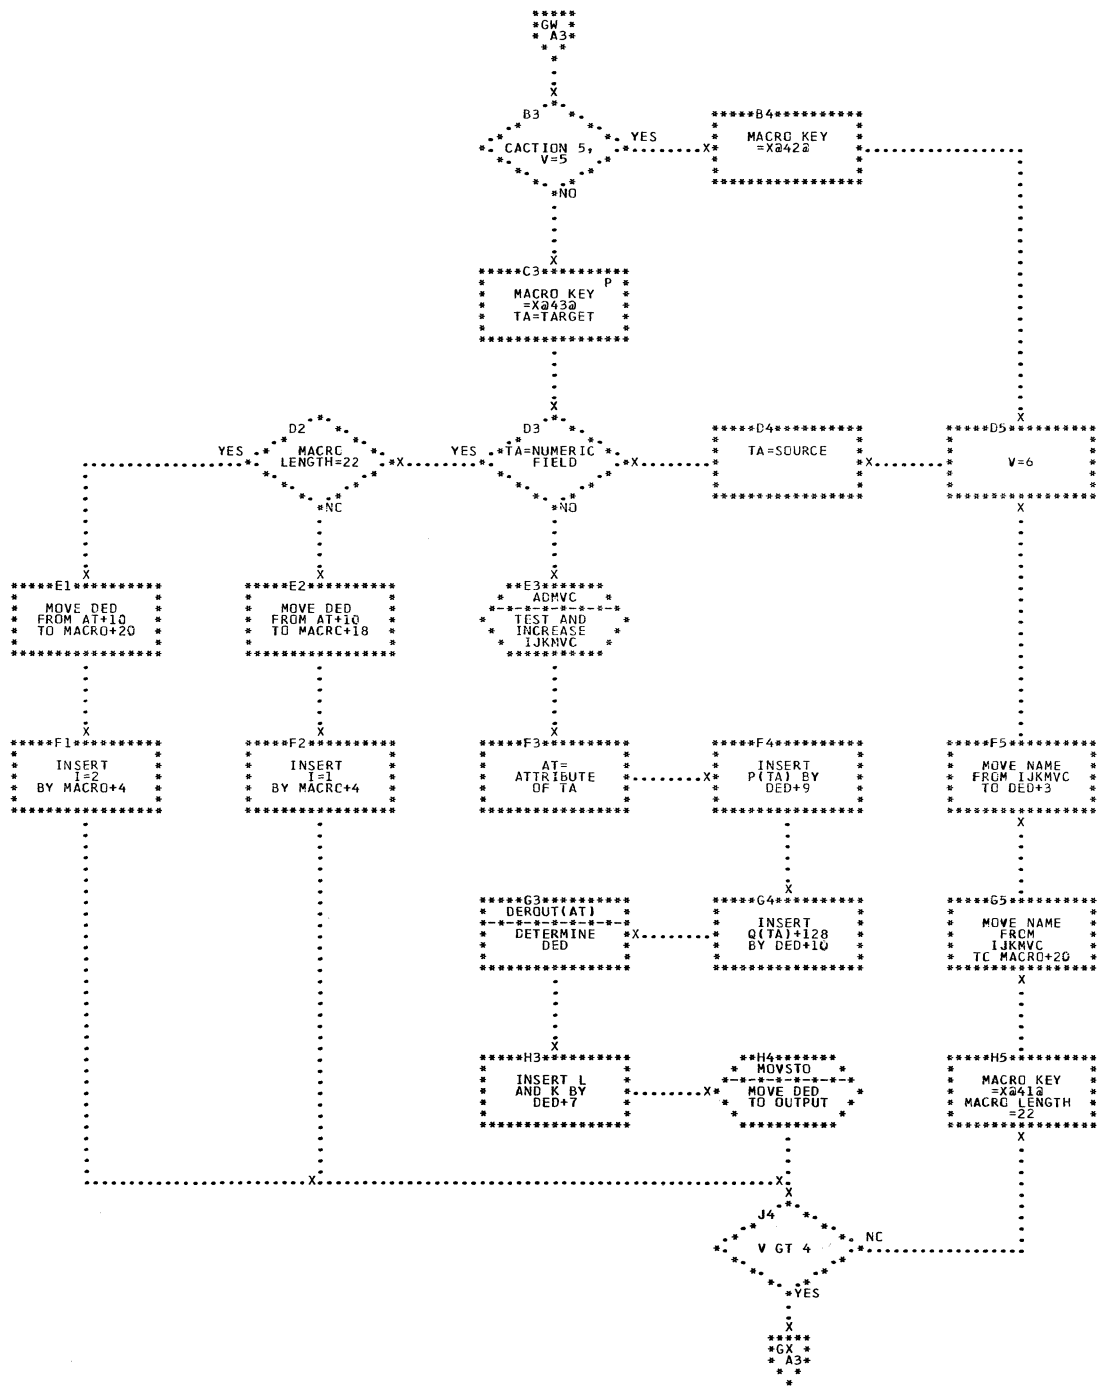 GW
A3
B3
CACTION 5,
V=5
YES
NO
B4
MACRO KEY
=X@42@
C3
P
MACRO KEY
=X@43@
TA=TARGET
D2
MACRO
LENGTH=22
YES
NC
D3
TA=NUMERIC
FIELD
YES
NO
D4
TA=SOURCE
D5
V=6
E1
MOVE DED
FROM AT+10
TO MACRO+20
E2
MOVE DED
FROM AT+10
TO MACRC+18
E3
ADMVC
TEST AND
INCREASE
IJKMVC
F1
INSERT
I=2
BY MACRO+4
F2
INSERT
I=1
BY MACRC+4
F3
AT=
ATTRIBUTE
OF TA
F4
INSERT
P(TA) BY
DED+9
F5
MOVE NAME
FROM IJKMVC
TO DED+3
G3
DEROUT(AT)
DETERMINE
DED
G4
INSERT
Q(TA)+128
BY DED+10
G5
MOVE NAME
FROM
IJKMVC
TC MACRO+20
H3
INSERT L
AND K BY
DED+7
H4
MOVSTO
MOVE DED
TO OUTPUT
H5
MACRO KEY
=X@41@
MACRO LENGTH
=22
J4
V GT 4
NC
YES
GX
A3